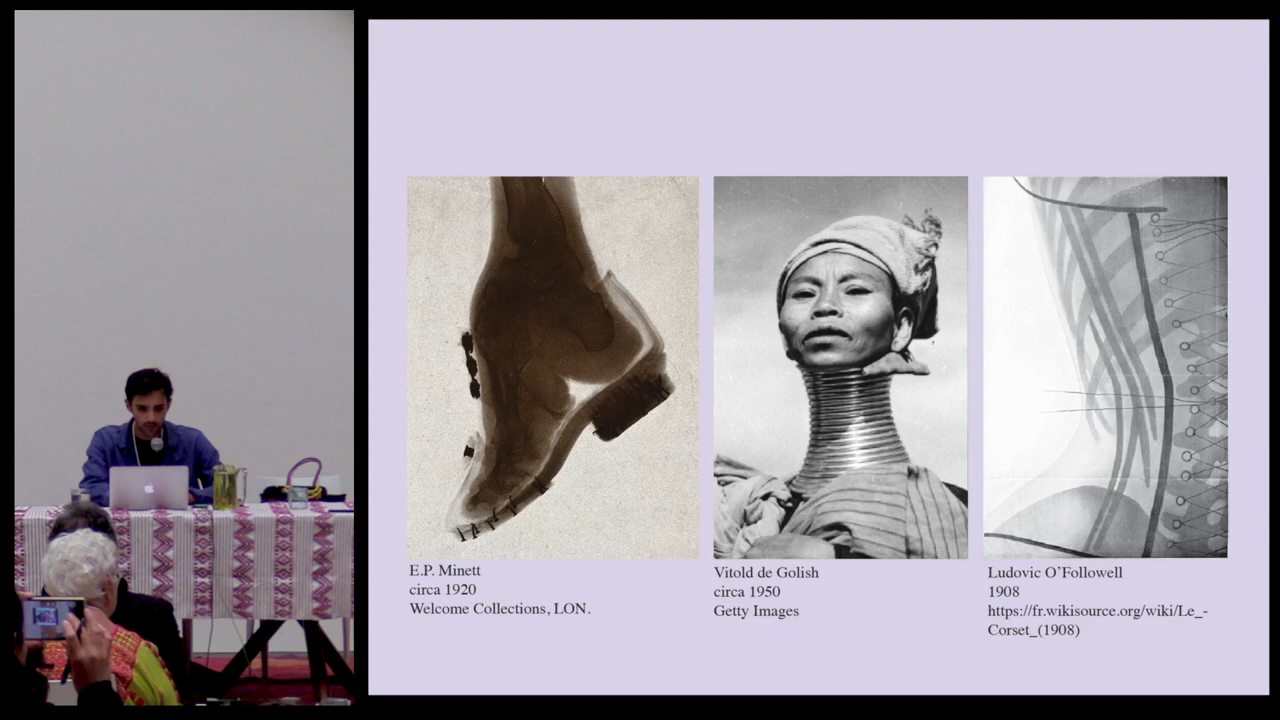 E.P. Minett
circa 1920
Welcome Collections, LON.
Vitold de Golish
circa 1950
Getty Images
Ludovic O’Followell
1908
https://fr.wikisource.org/wiki/Le_-
Corset_(1908)